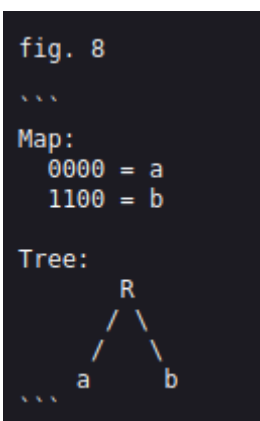 fig. 8
```
Map:
  0000 = a
  1100 = b

Tree:
       R
      / \
     /   \
    a     b
```